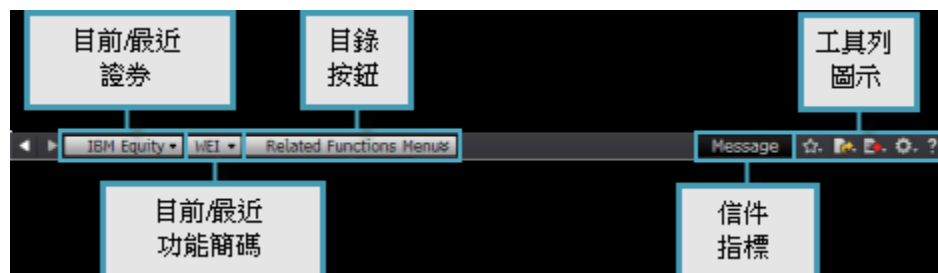 目前/最近
證券
目錄
按鈕
工具列
圖示
IBM Equity
WEI
Related Functions Menu
Message
?
目前/最近
功能簡碼
信件
指標